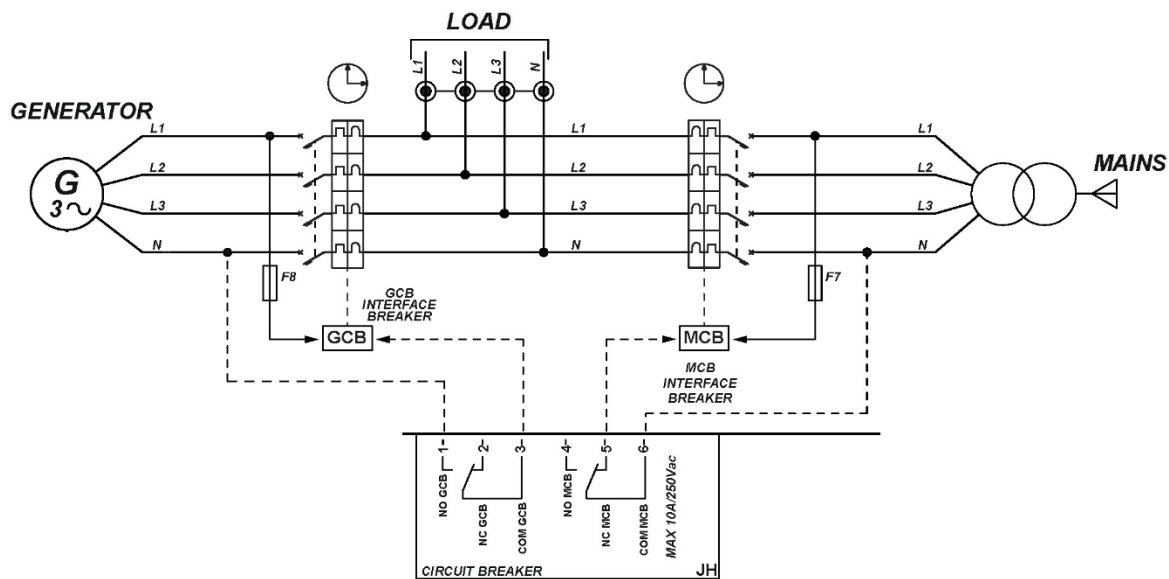 LOAD
L1
L2
L3
N
GENERATOR
L1
L1
L1
L2
L2
L2
MAINS
G
3~
L3
L3
L3
N
N
N
F8
F7
GCB
INTERFACE
BREAKER
GCB
MCB
MCB
INTERFACE
BREAKER
1-
2-
3
4-
5-
6
NO GCB
NC GCB
COM GCB
NO MCB
NC MCB
COM MCB
MAX 10A/250Vac
CIRCUIT BREAKER
JH